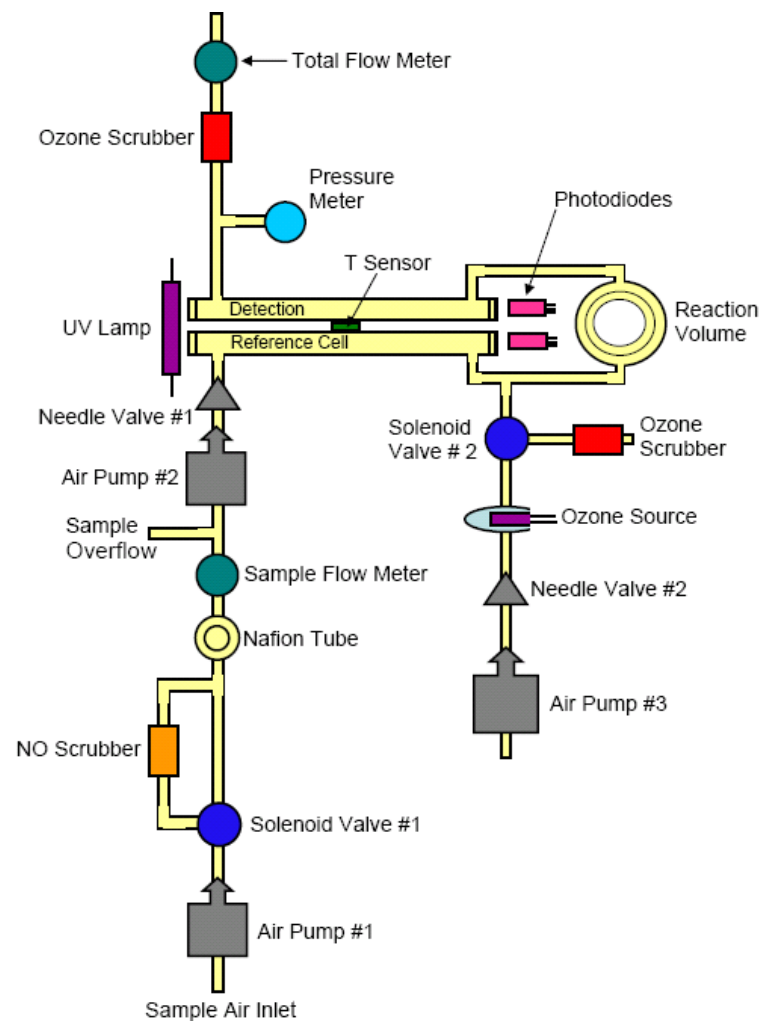 Total Flow Meter
Ozone Scrubber
Pressure
Meter
Photodiodes
T Sensor
Detection
UV Lamp
Reference Cell
Reaction
Volume
Needle Valve #1
Solenoid
Valve # 2
Ozone
Scrubber
Air Pump #2
Sample
Overflow
Ozone Source
Sample Flow Meter
Needle Valve #2
Nafion Tube
Air Pump #3
NO Scrubber
Solenoid Valve #1
Air Pump #1
Sample Air Inlet